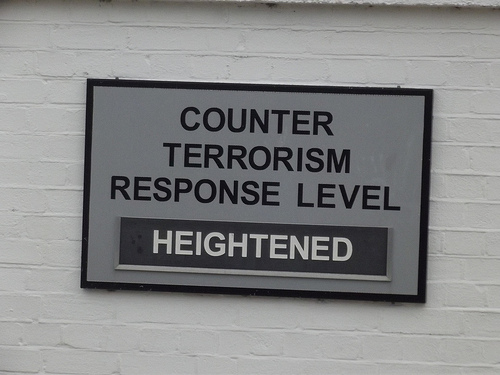 COUNTER
TERRORISM
RESPONSE LEVEL
HEIGHTENED